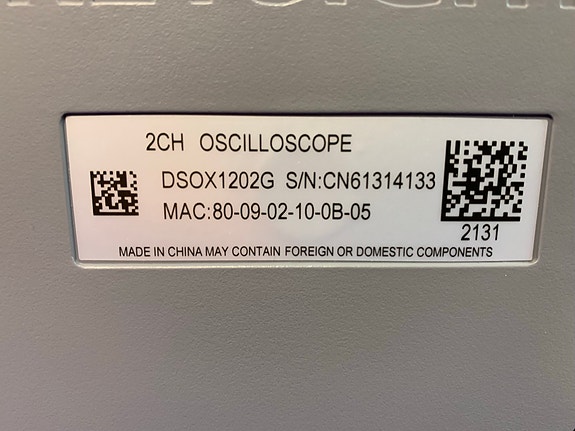 2CH OSCILLOSCOPE
DSOX1202G S/N:CN61314133
MAC:80-09-02-10-0B-05
2131
MADE IN CHINA MAY CONTAIN FOREIGN OR DOMESTIC COMPONENTS